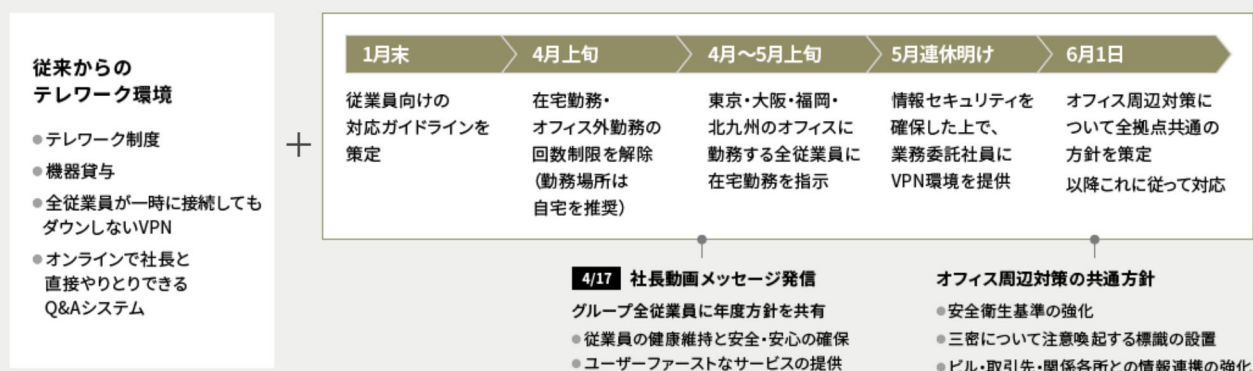 従来からの
テレワーク環境
●テレワーク制度
●機器貸与
●全従業員が一時に接続しても
ダウンしないVPN
●オンラインで社長と
直接やりとりできる
Q&Aシステム
+
1月末
従業員向けの
対応ガイドラインを
策定
4月上旬
在宅勤務・
オフィス外勤務の
回数制限を解除
(勤務場所は
自宅を推奨)
4月〜5月上旬
東京・大阪・福岡・
北九州のオフィスに
勤務する全従業員に
在宅勤務を指示
5月連休明け
情報セキュリティを
確保した上で、
業務委託社員に
VPN環境を提供
6月1日
オフィス周辺対策に
ついて全拠点共通の
方針を策定
以降これに従って対応
4/17 社長動画メッセージ発信
グループ全従業員に年度方針を共有
●従業員の健康維持と安全・安心の確保
●ユーザーファーストなサービスの提供
オフィス周辺対策の共通方針
●安全衛生基準の強化
●三密について注意喚起する標識の設置
●ビル・取引先・関係各所との情報連携の強化